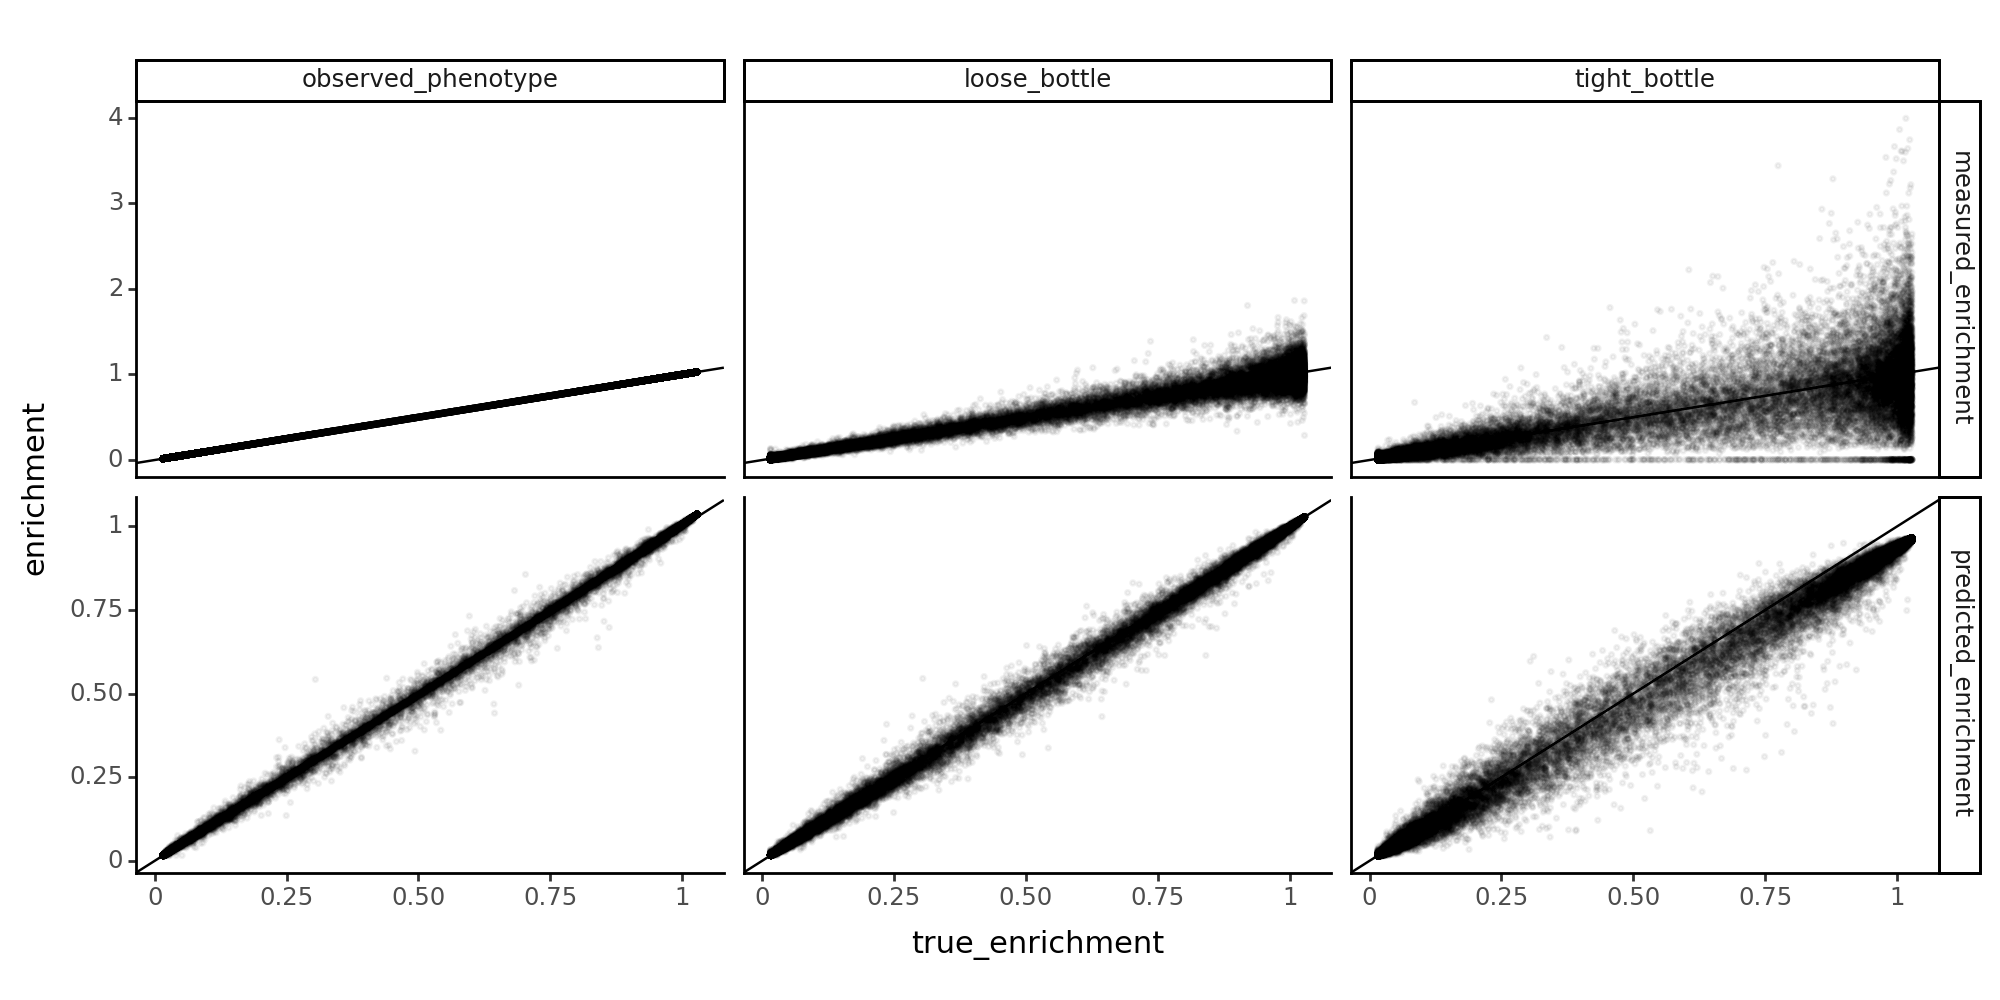 observed_phenotype
loose_bottle
tight_bottle
4
3
2
1
0
measured_enrichment
enrichment
1
0.75
0.50
0.25
0
predicted_enrichment
0 0.25 0.50 0.75 1
0 0.25 0.50 0.75 1
0 0.25 0.50 0.75 1
true_enrichment